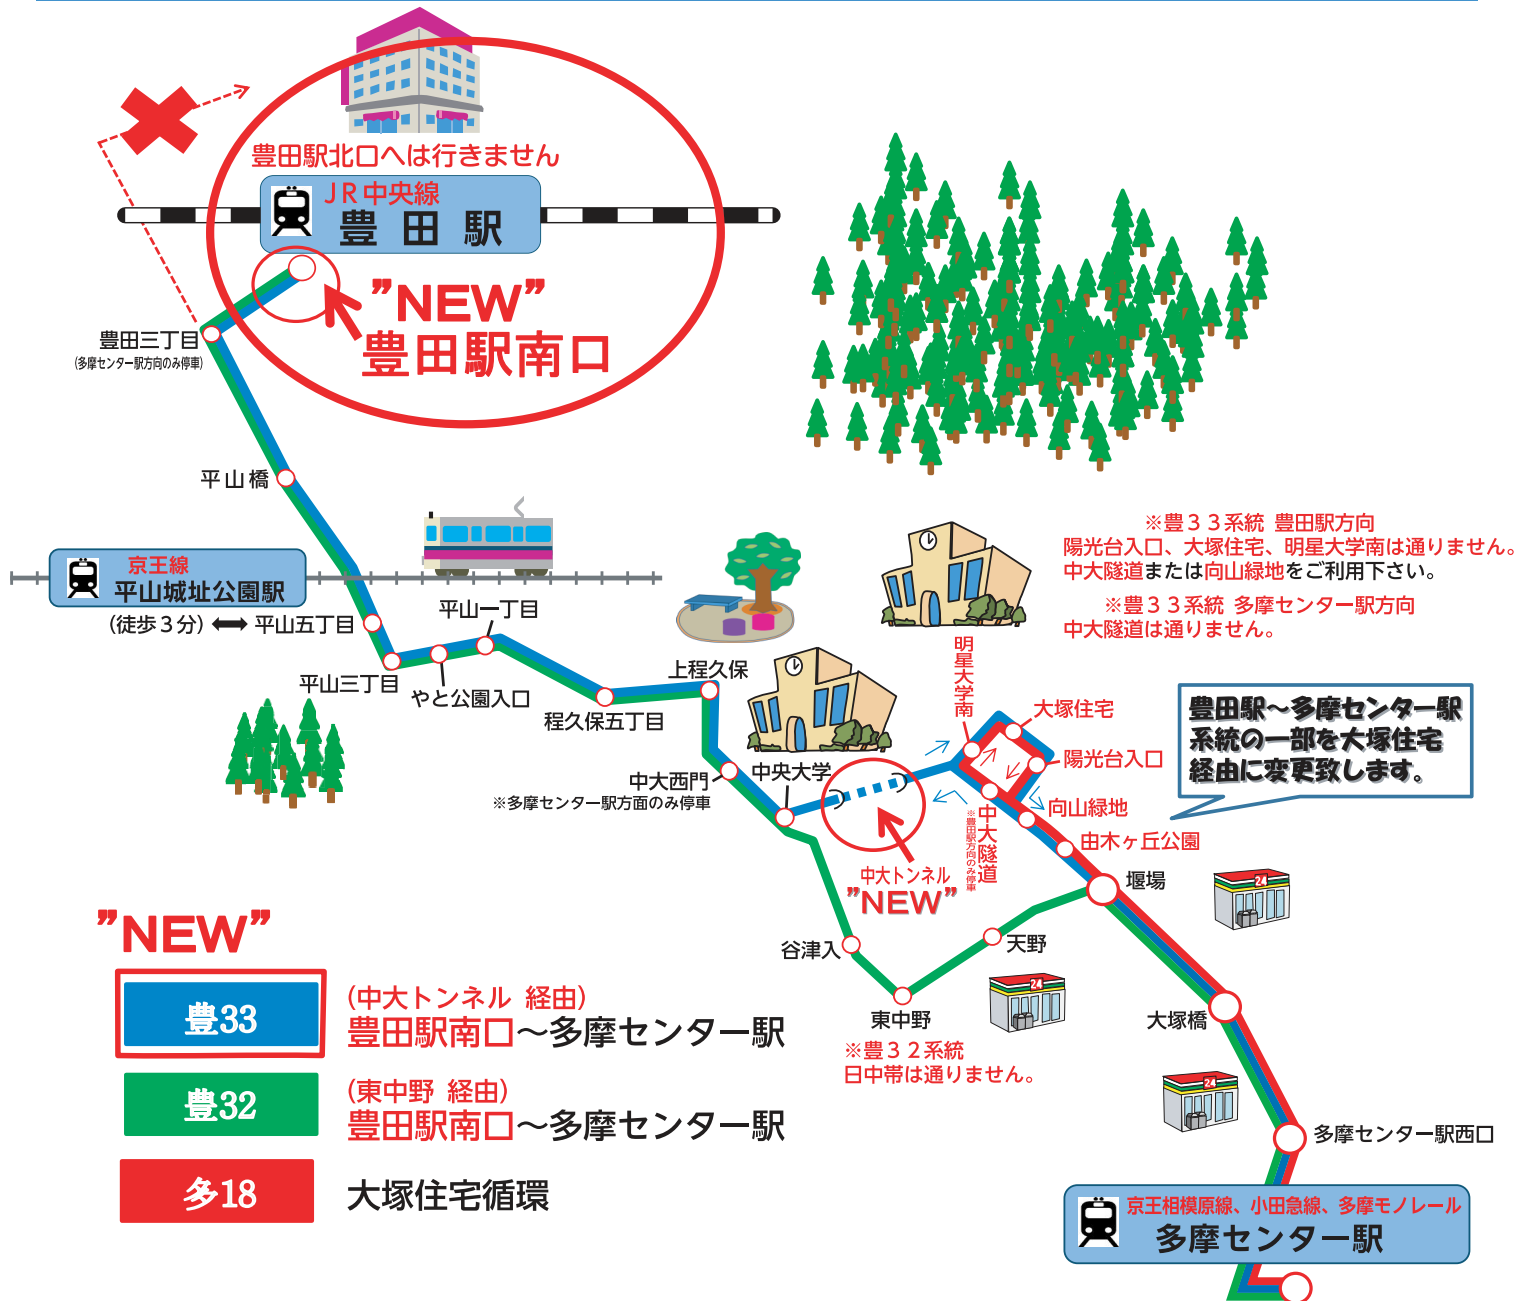 豊田駅北口へは行きません
JR中央線
豊田駅
”NEW”
豊田駅南口
豊田三丁目
(多摩センター駅方向のみ停車)
平山橋
京王線
平山城址公園駅
(徒歩3分) ⟷ 平山五丁目
平山三丁目
やと公園入口
平山一丁目
程久保五丁目
上程久保
中大西門
※多摩センター駅方面のみ停車
中央大学
中大トンネル
”NEW”
明星大学南
大塚住宅
陽光台入口
中大隧道
※豊田駅方向のみ停車
向山緑地
由木ヶ丘公園
堰場
谷津入
東中野
天野
※豊32系統
日中帯は通りません。
大塚橋
多摩センター駅西口
京王相模原線、小田急線、多摩モノレール
多摩センター駅
※豊33系統 豊田駅方向
陽光台入口、大塚住宅、明星大学南は通りません。
中大隧道または向山緑地をご利用下さい。
※豊33系統 多摩センター駅方向
中大隧道は通りません。
豊田駅～多摩センター駅
系統の一部を大塚住宅
経由に変更致します。
24
24
24
”NEW”
豊33
(中大トンネル 経由)
豊田駅南口～多摩センター駅
豊32
(東中野 経由)
豊田駅南口～多摩センター駅
多18
大塚住宅循環